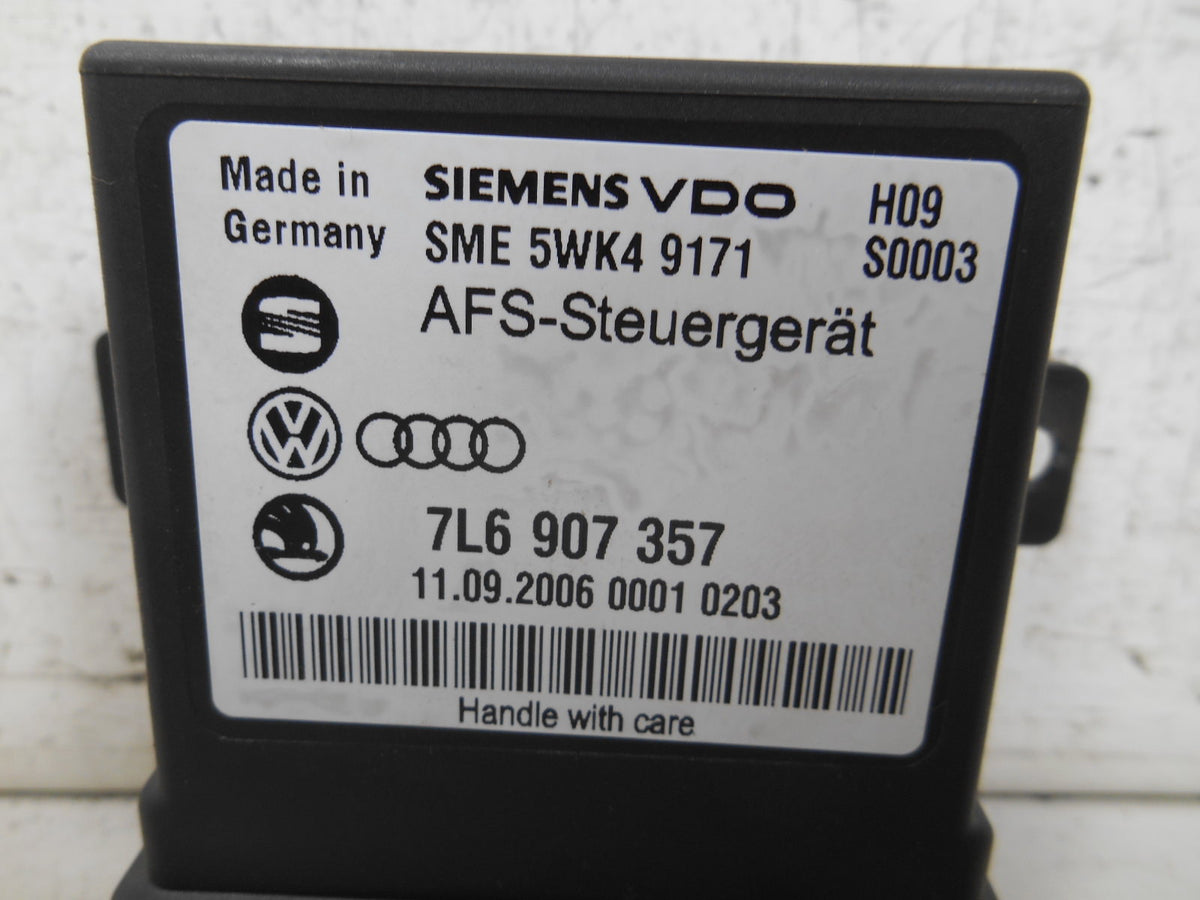 Made in SIEMENS VDO H09
Germany SME 5WK4 9171 S0003
AFS-Steuergerät
7L6 907 357
11.09.2006 0001 0203
Handle with care